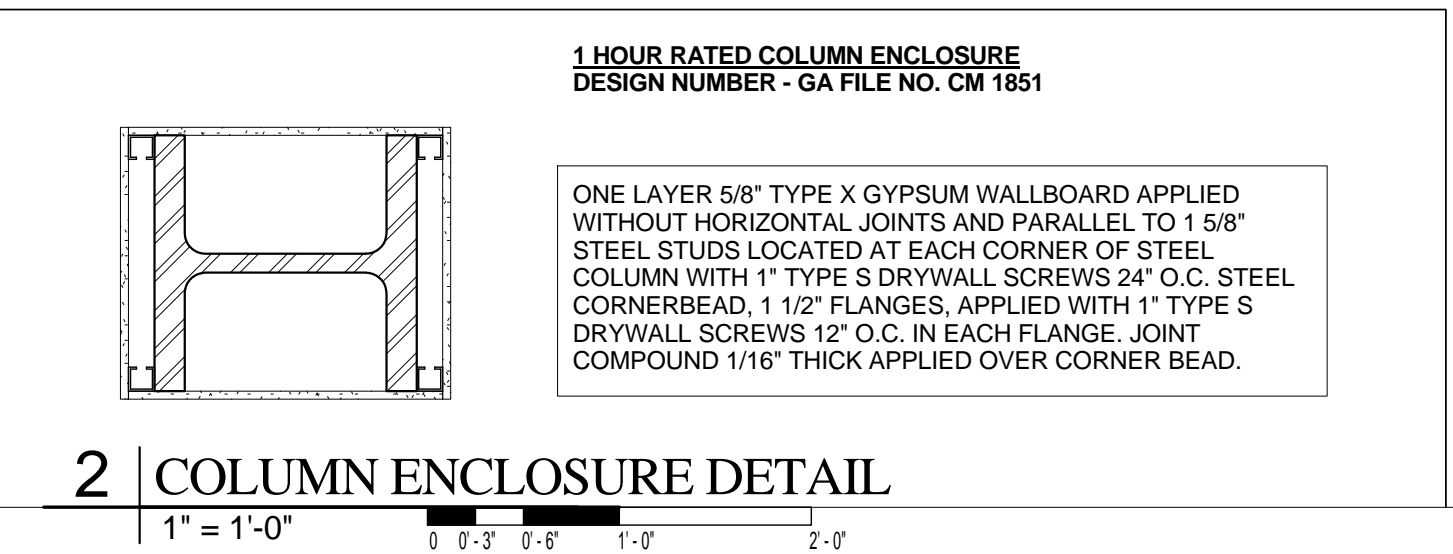 1 HOUR RATED COLUMN ENCLOSURE
DESIGN NUMBER - GA FILE NO. CM 1851
ONE LAYER 5/8" TYPE X GYPSUM WALLBOARD APPLIED
WITHOUT HORIZONTAL JOINTS AND PARALLEL TO 1 5/8"
STEEL STUDS LOCATED AT EACH CORNER OF STEEL
COLUMN WITH 1" TYPE S DRYWALL SCREWS 24" O.C. STEEL
CORNERBEAD, 1 1/2" FLANGES, APPLIED WITH 1" TYPE S
DRYWALL SCREWS 12" O.C. IN EACH FLANGE. JOINT
COMPOUND 1/16" THICK APPLIED OVER CORNER BEAD.
2 COLUMN ENCLOSURE DETAIL
1" = 1'-0"
0 0'-3" 0'-6" 1'-0" 2'-0"